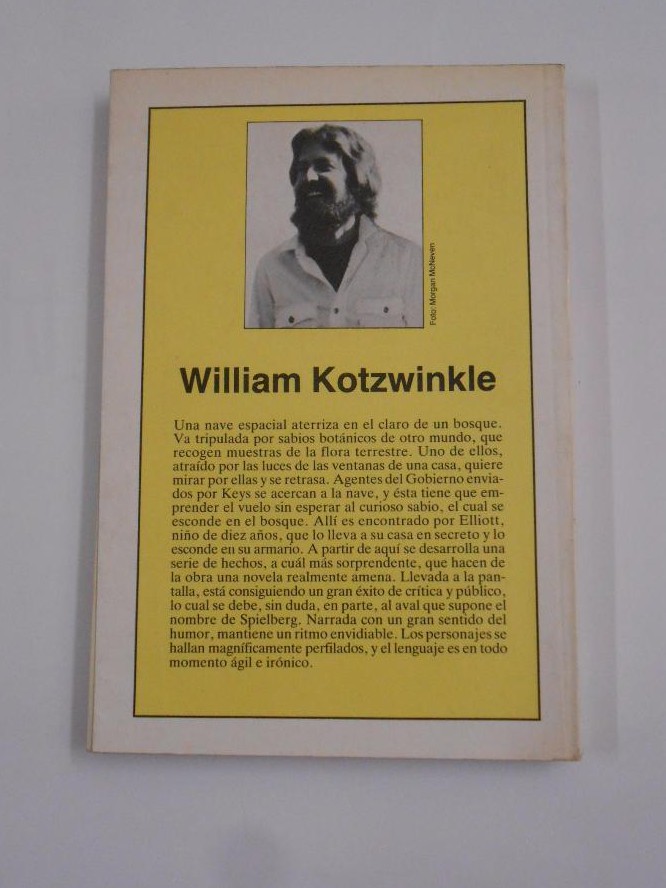 Foto: Morgan McNeven
William Kotzwinkle
Una nave espacial aterriza en el claro de un bosque.
Va tripulada por sabios botánicos de otro mundo, que
recogen muestras de la flora terrestre. Uno de ellos,
atraído por las luces de las ventanas de una casa, quiere
mirar por ellas y se retrasa. Agentes del Gobierno envia-
dos por Keys se acercan a la nave, y ésta tiene que em-
prender el vuelo sin esperar al curioso sabio, el cual se
esconde en el bosque. Allí es encontrado por Elliott,
niño de diez años, que lo lleva a su casa en secreto y lo
esconde en su armario. A partir de aquí se desarrolla una
serie de hechos, a cuál más sorprendente, que hacen de
la obra una novela realmente amena. Llevada a la pan-
talla, está consiguiendo un gran éxito de crítica y público,
lo cual se debe, sin duda, en parte, al aval que supone el
nombre de Spielberg. Narrada con un gran sentido del
humor, mantiene un ritmo envidiable. Los personajes se
hallan magníficamente perfilados, y el lenguaje es en todo
momento ágil e irónico.